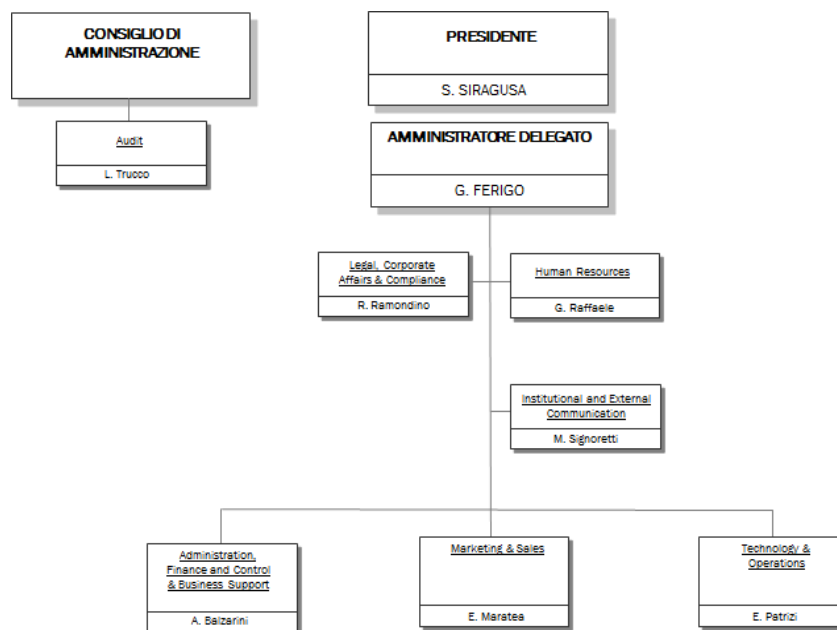 CONSIGLIO DI
AMMINISTRAZIONE
PRESIDENTE
S. SIRAGUSA
Audit
L. Trucco
AMMINISTRATORE DELEGATO
G. FERIGO
Legal, Corporate
Affairs & Compliance
R. Ramondino
Human Resources
G. Raffaele
Institutional and External
Communication
M. Signoretti
Administration,
Finance and Control
& Business Support
A. Balzarini
Marketing & Sales
E. Maratea
Technology &
Operations
E. Patrizi